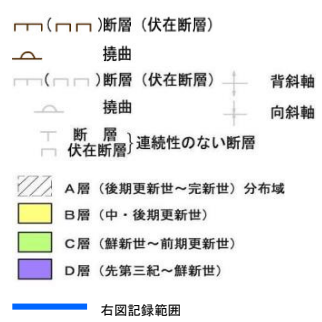 ( )断層（伏在断層）
撓曲
( )断層（伏在断層） 背斜軸
撓曲 向斜軸
断 層
伏在断層}連続性のない断層
A層（後期更新世～完新世）分布域
B層（中・後期更新世）
C層（鮮新世～前期更新世）
D層（先第三紀～鮮新世）
右図記録範囲